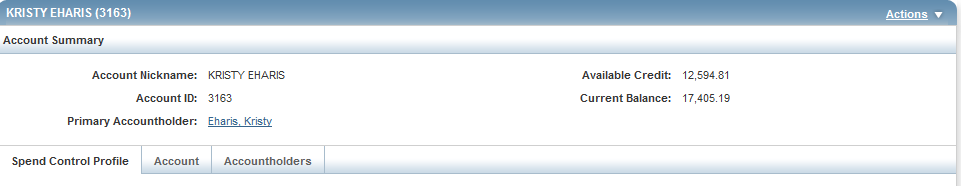 KRISTY EHARIS (3163) Actions
Account Summary
Account Nickname: KRISTY EHARIS Available Credit: 12,594.81
Account ID: 3163 Current Balance: 17,405.19
Primary Accountholder: Eharis, Kristy
Spend Control Profile Account Accountholders